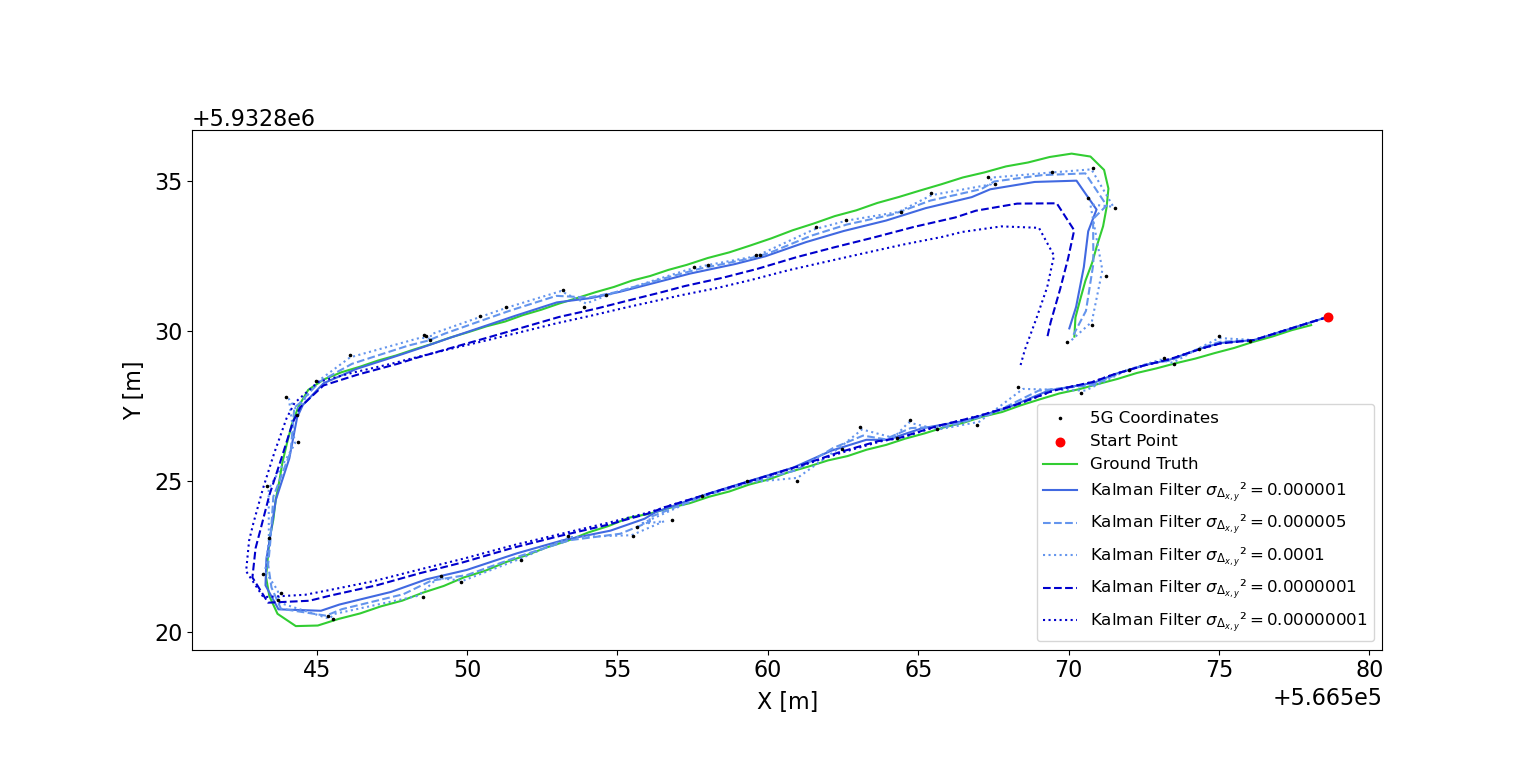 +5.9328e6
35
30
25
20
Y [m]
5G Coordinates
Start Point
Ground Truth
Kalman Filter σΔx,y² = 0.000001
Kalman Filter σΔx,y² = 0.000005
Kalman Filter σΔx,y² = 0.0001
Kalman Filter σΔx,y² = 0.0000001
Kalman Filter σΔx,y² = 0.00000001
45 50 55 60 65 70 75 80
X [m]
+5.665e5